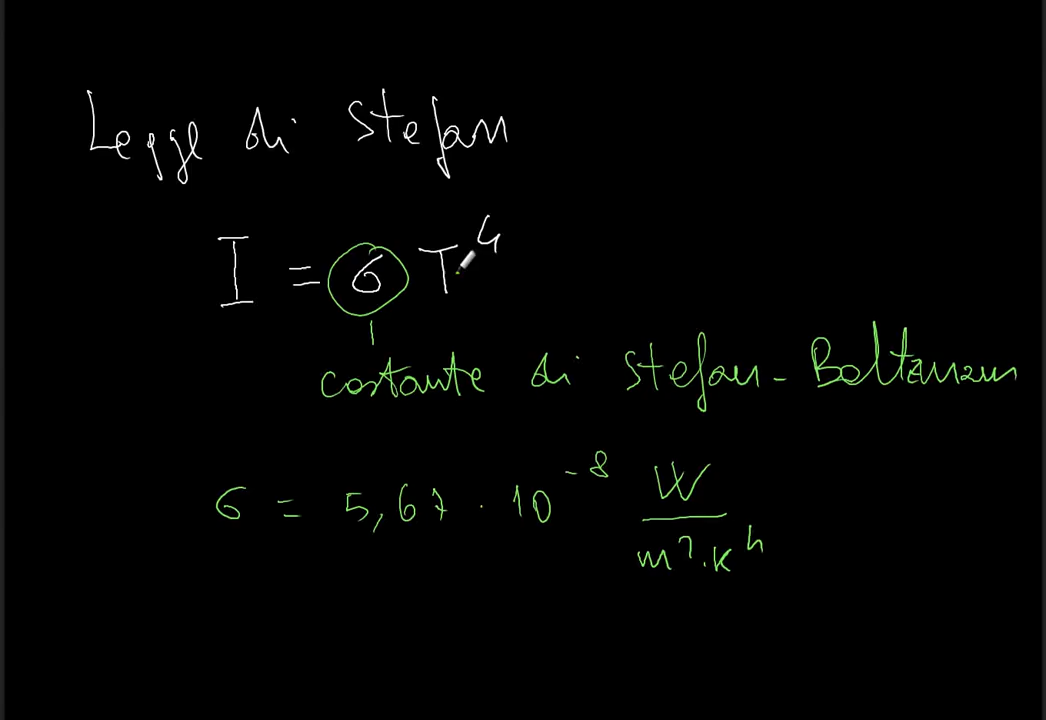 Legge di Stefan
I = σ T⁴
costante di Stefan-Boltzmann
σ = 5,67 · 10⁻⁸ W / m² · K⁴